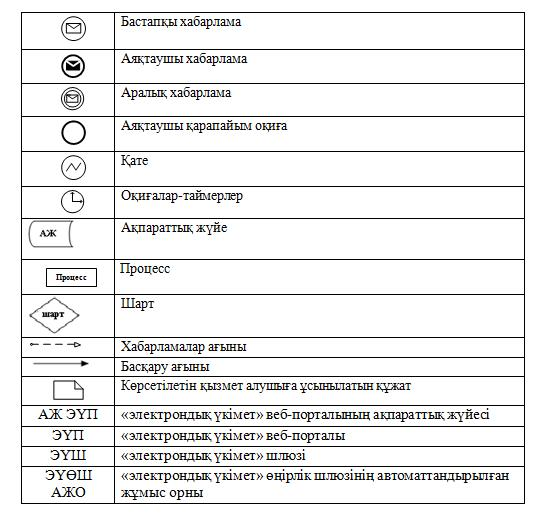 Бастапқы хабарлама
Аяқтаушы хабарлама
Аралық хабарлама
Аяқтаушы қарапайым оқиға
Қате
Оқиғалар-таймерлер
АЖ Ақпараттық жүйе
Процесс Процесс
шарт Шарт
Хабарламалар ағыны
Басқару ағыны
Көрсетілетін қызмет алушыға ұсынылатын құжат
АЖ ЭҮП «электрондық үкімет» веб-порталының ақпараттық жүйесі
ЭҮП «электрондық үкімет» веб-порталы
ЭҮШ «электрондық үкімет» шлюзі
ЭҮӨШ «электрондық үкімет» өңірлік шлюзінің автоматтандырылған
АЖО жұмыс орны